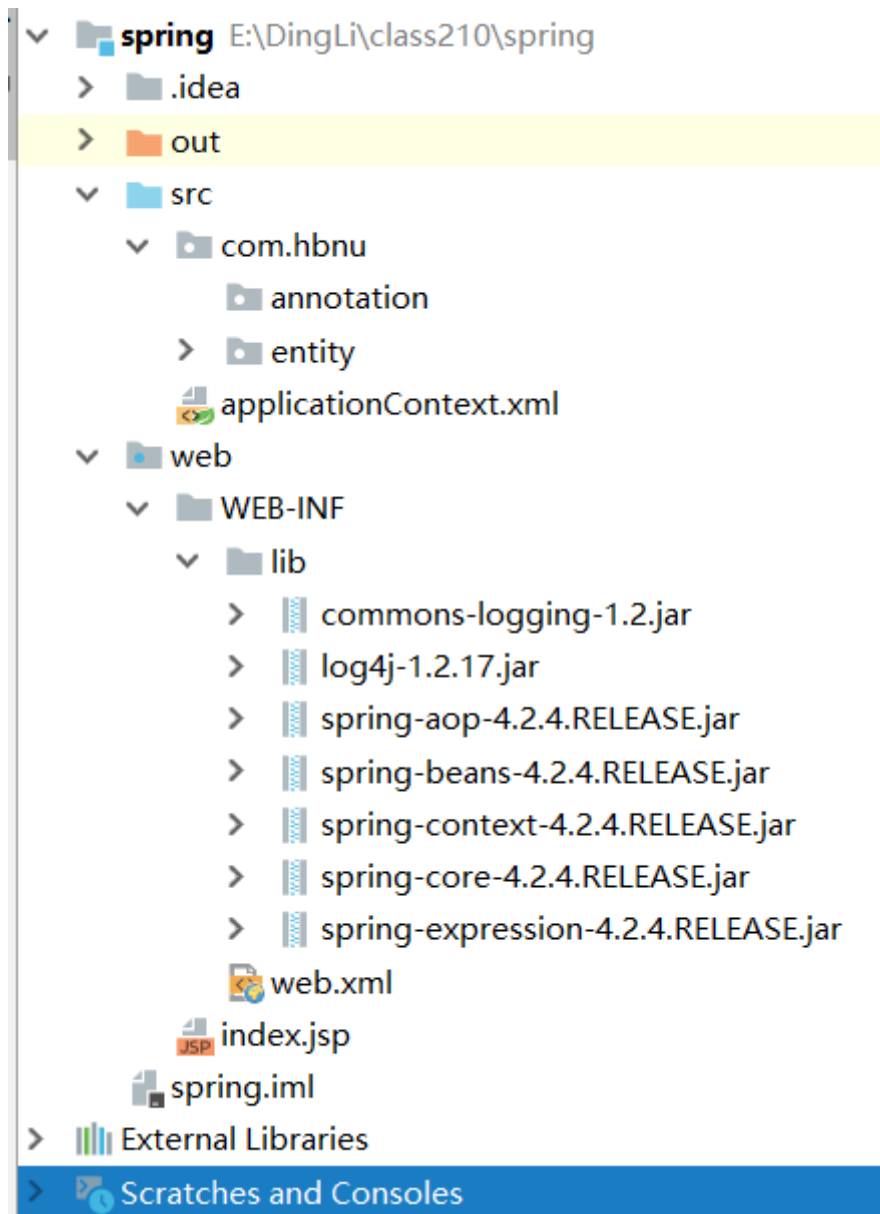 spring E:\DingLi\class210\spring
.idea
out
src
com.hbnu
annotation
entity
applicationContext.xml
web
WEB-INF
lib
commons-logging-1.2.jar
log4j-1.2.17.jar
spring-aop-4.2.4.RELEASE.jar
spring-beans-4.2.4.RELEASE.jar
spring-context-4.2.4.RELEASE.jar
spring-core-4.2.4.RELEASE.jar
spring-expression-4.2.4.RELEASE.jar
web.xml
JSP index.jsp
spring.iml
External Libraries
Scratches and Consoles